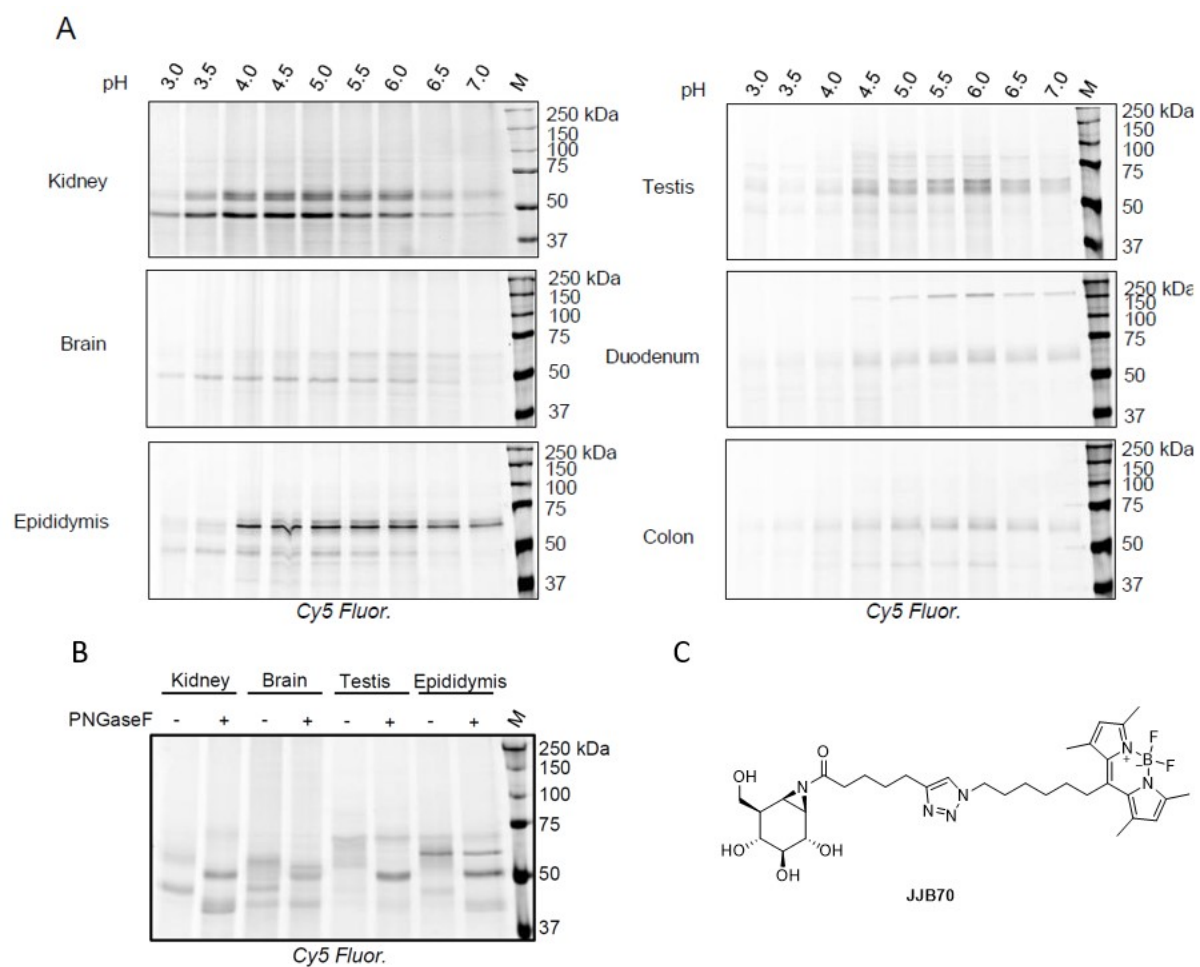 A
pH 3.0 3.5 4.0 4.5 5.0 5.5 6.0 6.5 7.0 M
Kidney
250 kDa
150
100
75
50
37
Brain
250 kDa
150
100
75
50
37
Epididymis
250 kDa
150
100
75
50
37
Cy5 Fluor.
pH 3.0 3.5 4.0 4.5 5.0 5.5 6.0 6.5 7.0 M
Testis
250 kDa
150
100
75
50
37
Duodenum
250 kDa
150
100
75
50
37
Colon
250 kDa
150
100
75
50
37
Cy5 Fluor.
B
Kidney Brain Testis Epididymis
PNGaseF - + - + - + - + M
250 kDa
150
100
75
50
37
Cy5 Fluor.
C
OH
O
N
N
N N
N
+
F
B
F
-
N
HO
OH
OH
JJB70